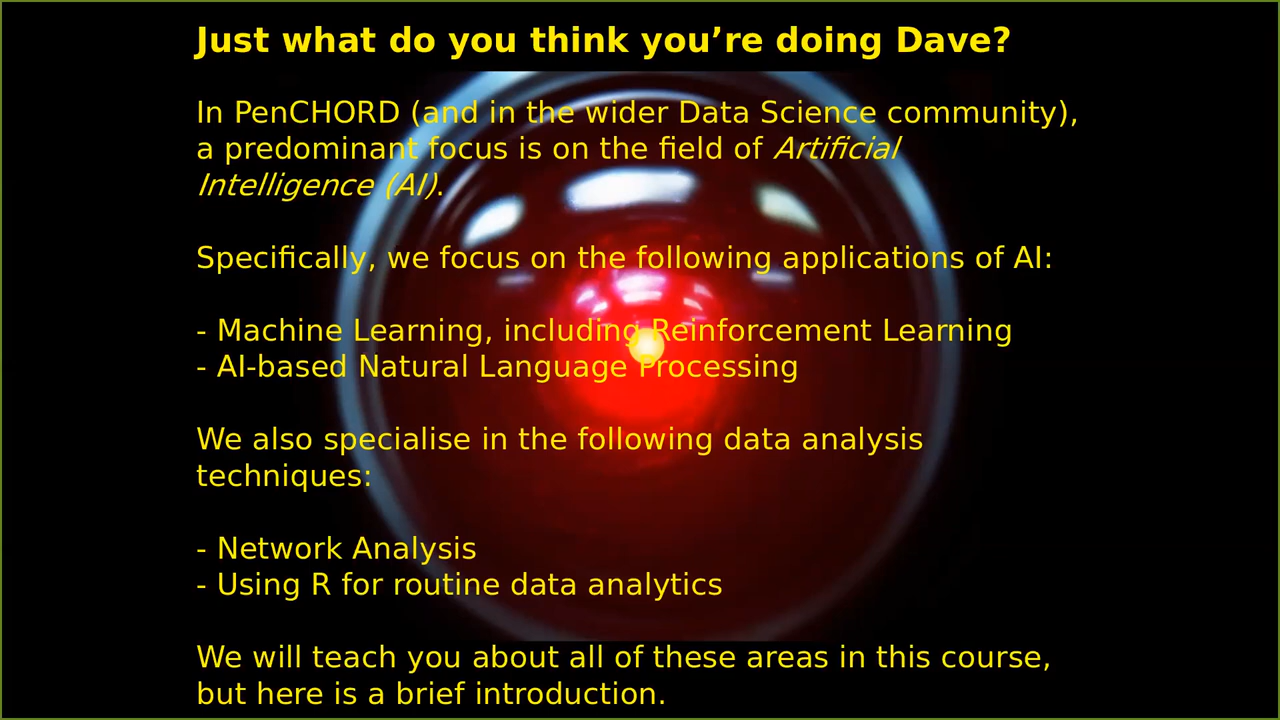 Just what do you think you’re doing Dave?
In PenCHORD (and in the wider Data Science community),
a predominant focus is on the field of Artificial
Intelligence (AI).
Specifically, we focus on the following applications of AI:
- Machine Learning, including Reinforcement Learning
- AI-based Natural Language Processing
We also specialise in the following data analysis
techniques:
- Network Analysis
- Using R for routine data analytics
We will teach you about all of these areas in this course,
but here is a brief introduction.